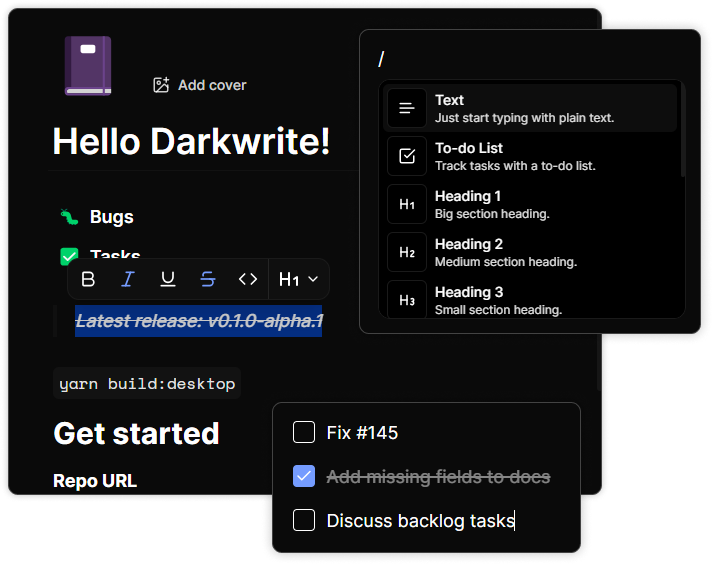 Add cover
Hello Darkwrite!
Bugs
Tasks
B I U S <> H1
Latest release: v0.1.0-alpha.1
yarn build:desktop
Get started
Repo URL
/
Text
Just start typing with plain text.
To-do List
Track tasks with a to-do list.
H1 Heading 1
Big section heading.
H2 Heading 2
Medium section heading.
H3 Heading 3
Small section heading.
Fix #145
Add missing fields to docs
Discuss backlog tasks